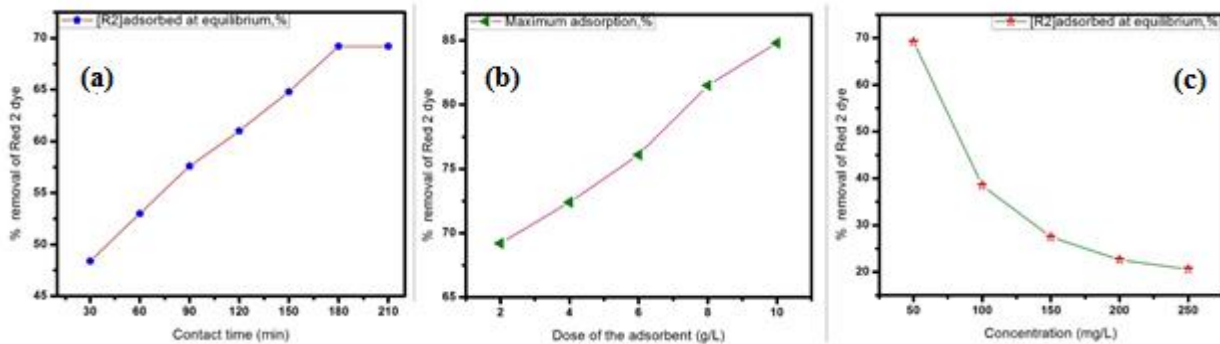 [R2]adsorbed at equilibrium,%
(a)
% removal of Red 2 dye
70
65
60
55
50
45
30 60 90 120 150 180 210
Contact time (min)
Maximum adsorption,%
(b)
% removal of Red 2 dye
85
80
75
70
65
2 4 6 8 10
Dose of the adsorbent (g/L)
[R2]adsorbed at equilibrium,%
(c)
% removal of Red 2 dye
70
60
50
40
30
20
50 100 150 200 250
Concentration (mg/L)